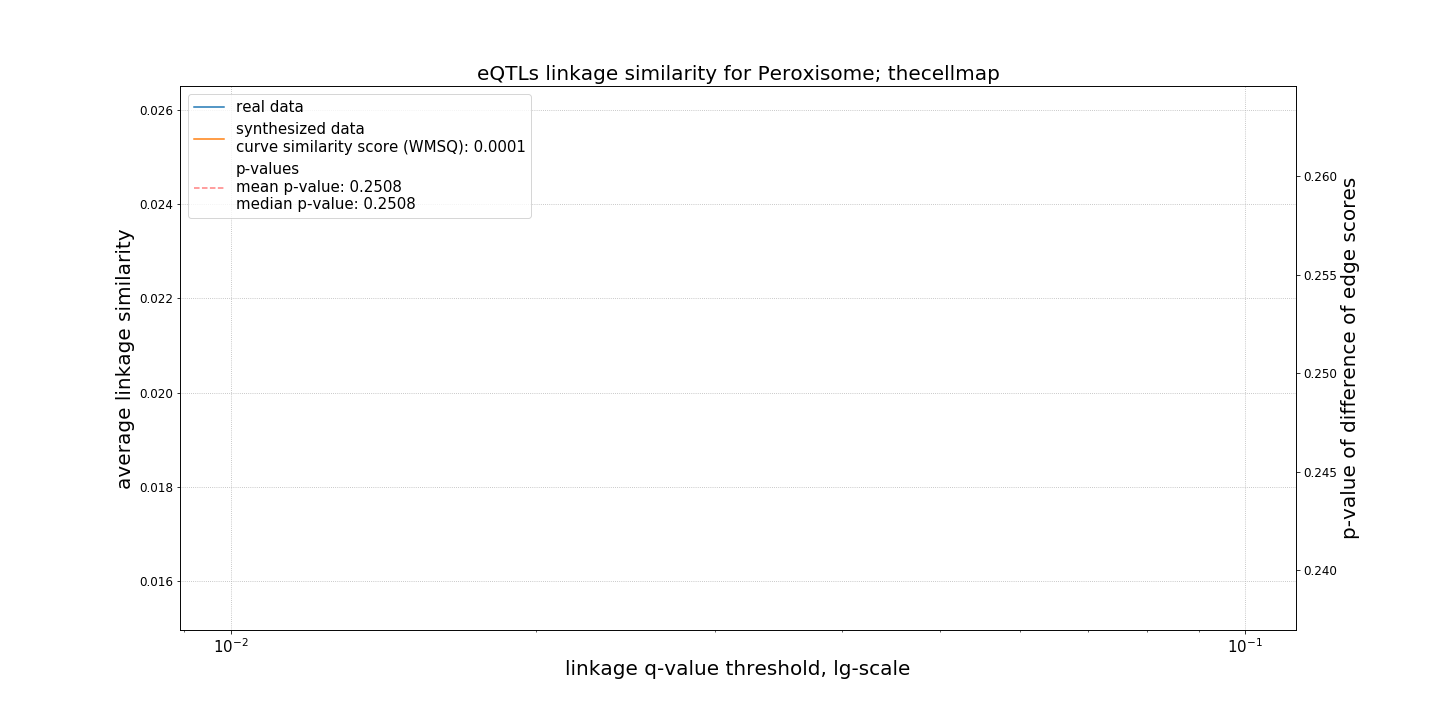 eQTLs linkage similarity for Peroxisome; thecellmap
real data
synthesized data
curve similarity score (WMSQ): 0.0001
p-values
mean p-value: 0.2508
median p-value: 0.2508
average linkage similarity
0.026
0.024
0.022
0.020
0.018
0.016
p-value of difference of edge scores
0.260
0.255
0.250
0.245
0.240
10⁻²
10⁻¹
linkage q-value threshold, lg-scale